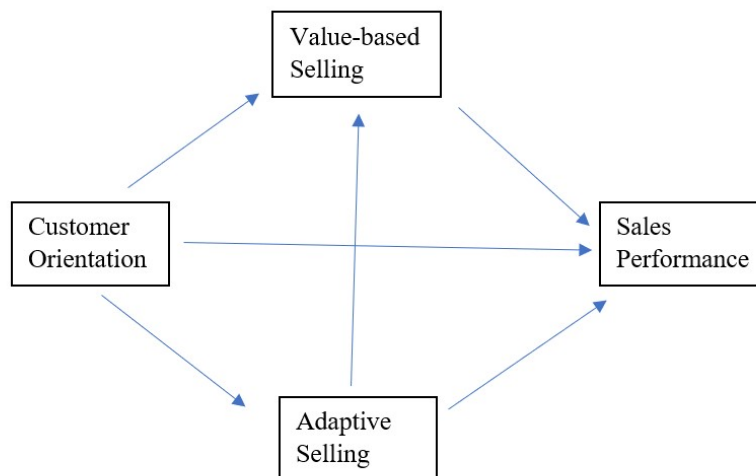 Value-based
Selling
Customer
Orientation
Sales
Performance
Adaptive
Selling